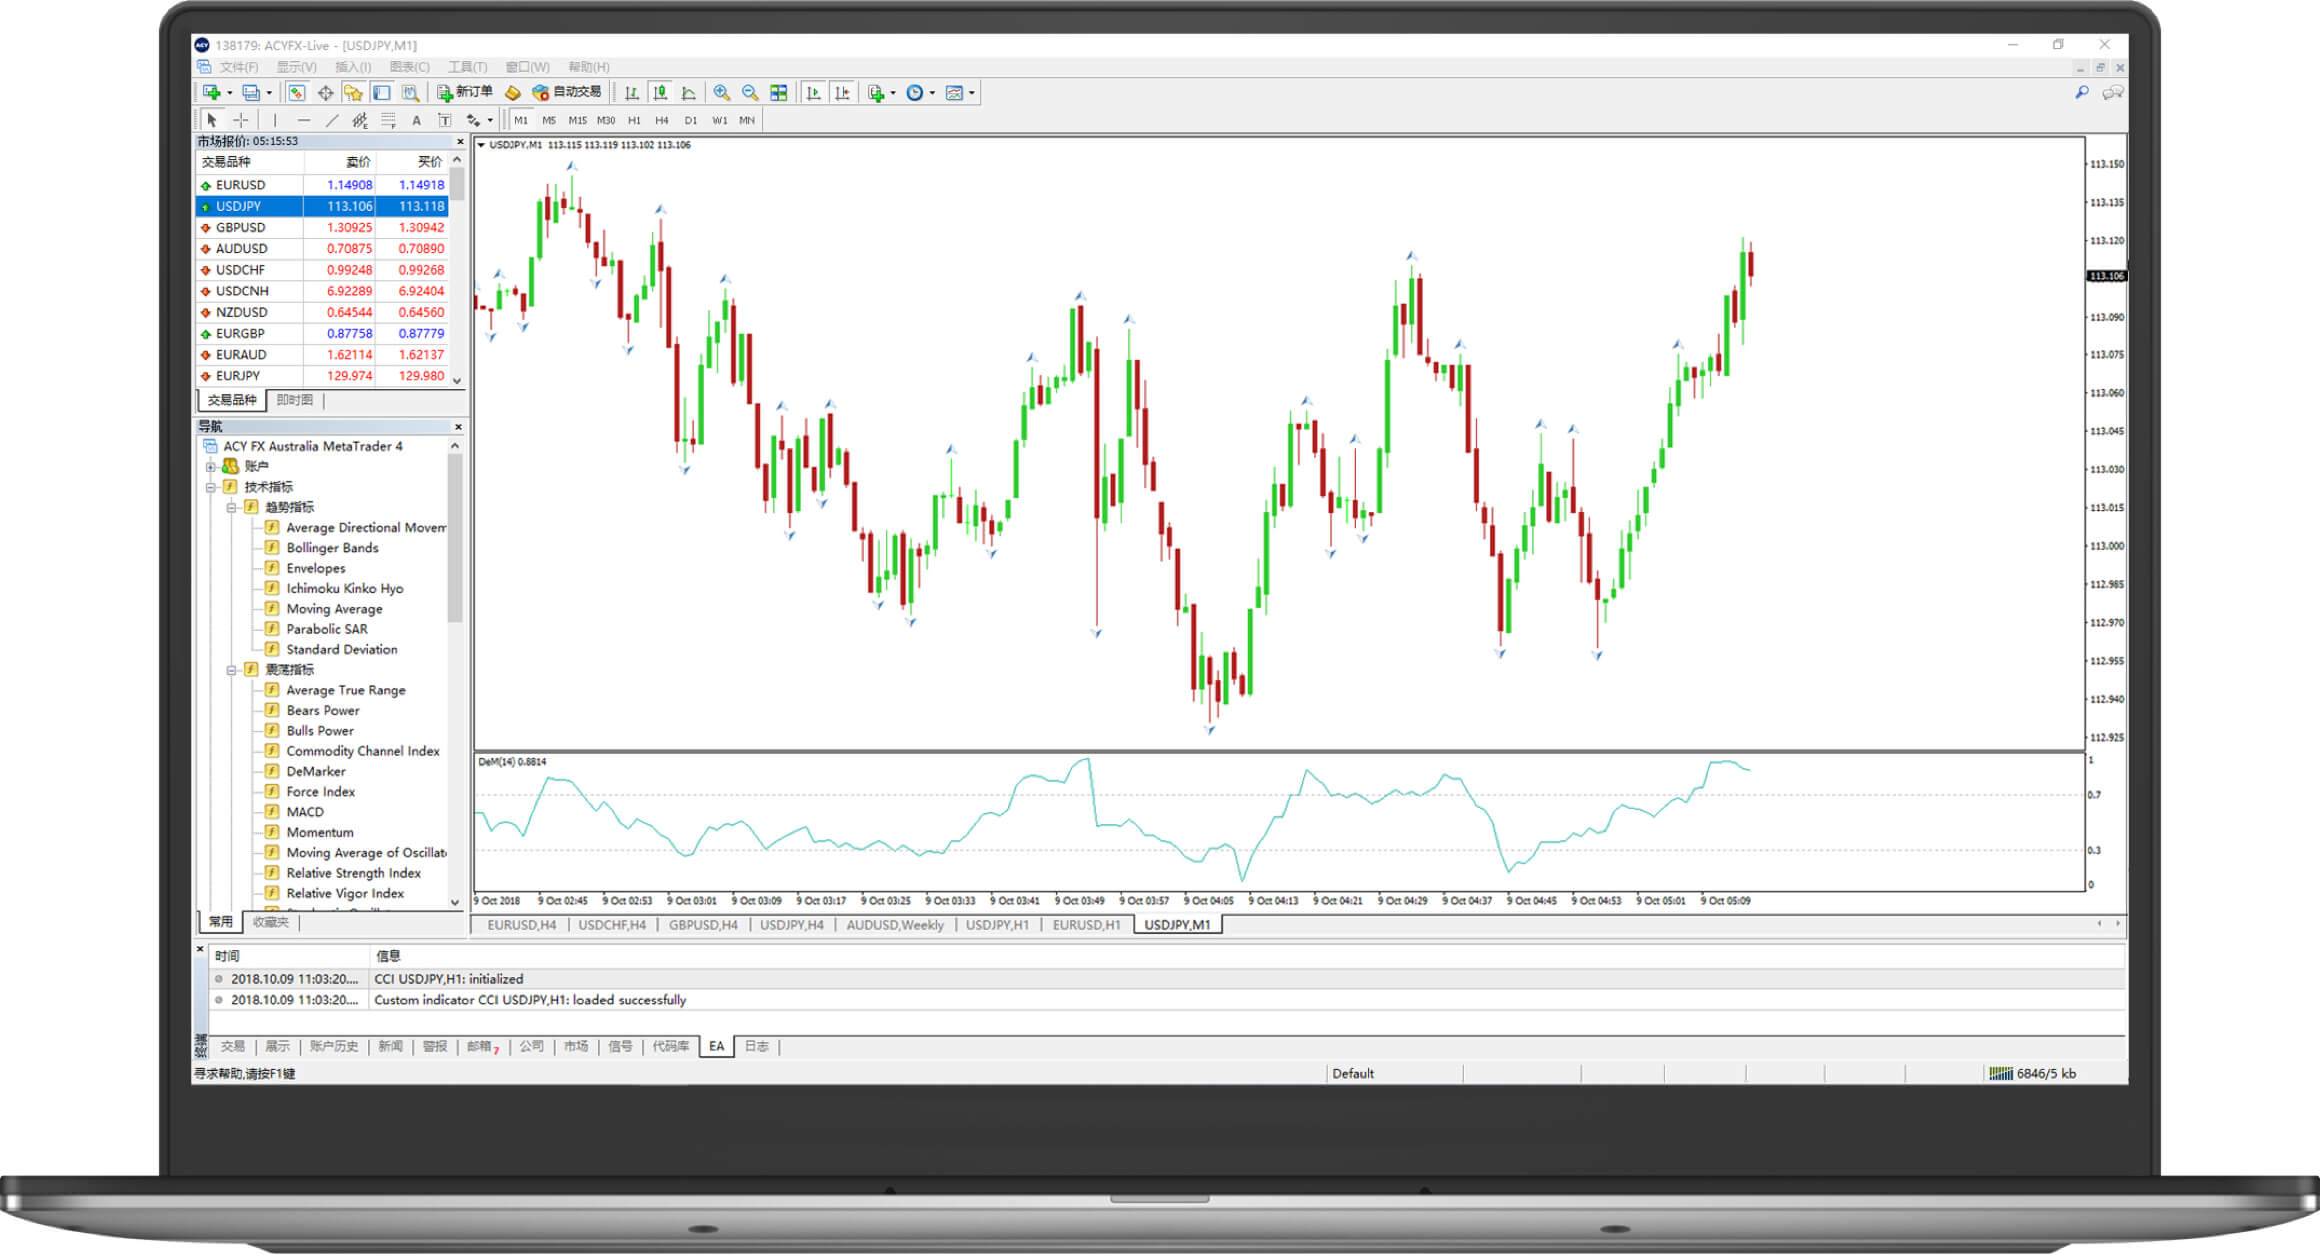 ACY 138179: ACYFX-Live - [USDJPY,M1]
文件(F) 显示(V) 插入(I) 图表(C) 工具(T) 窗口(W) 帮助(H)
新订单 自动交易
A T M1 M5 M15 M30 H1 H4 D1 W1 MN
市场报价: 05:15:53
交易品种 卖价 买价
EURUSD 1.14908 1.14918
USDJPY 113.106 113.118
GBPUSD 1.30925 1.30942
AUDUSD 0.70875 0.70890
USDCHF 0.99248 0.99268
USDCNH 6.92289 6.92404
NZDUSD 0.64544 0.64560
EURGBP 0.87758 0.87779
EURAUD 1.62114 1.62137
EURJPY 129.974 129.980
交易品种 即时图
导航
ACY FX Australia MetaTrader 4
账户
技术指标
趋势指标
Average Directional Movem
Bollinger Bands
Envelopes
Ichimoku Kinko Hyo
Moving Average
Parabolic SAR
Standard Deviation
震荡指标
Average True Range
Bears Power
Bulls Power
Commodity Channel Index
DeMarker
Force Index
MACD
Momentum
Moving Average of Oscillat
Relative Strength Index
Relative Vigor Index
常用 收藏夹
USDJPY,M1 113.115 113.119 113.102 113.106
113.150
113.135
113.120
113.106
113.090
113.075
113.060
113.045
113.030
113.015
113.000
112.985
112.970
112.955
112.940
112.925
DeM(14) 0.8814
1
0.7
0.3
0
9 Oct 2018 9 Oct 02:45 9 Oct 02:53 9 Oct 03:01 9 Oct 03:09 9 Oct 03:17 9 Oct 03:25 9 Oct 03:33 9 Oct 03:41 9 Oct 03:49 9 Oct 03:57 9 Oct 04:05 9 Oct 04:13 9 Oct 04:21 9 Oct 04:29 9 Oct 04:37 9 Oct 04:45 9 Oct 04:53 9 Oct 05:01 9 Oct 05:09
EURUSD,H4 USDCHF,H4 GBPUSD,H4 USDJPY,H4 AUDUSD,Weekly USDJPY,H1 EURUSD,H1 USDJPY,M1
时间 信息
2018.10.09 11:03:20.... CCI USDJPY,H1: initialized
2018.10.09 11:03:20.... Custom indicator CCI USDJPY,H1: loaded successfully
交易 展示 账户历史 新闻 警报 邮箱7 公司 市场 信号 代码库 EA 日志
寻求帮助,请按F1键 Default 6846/5 kb